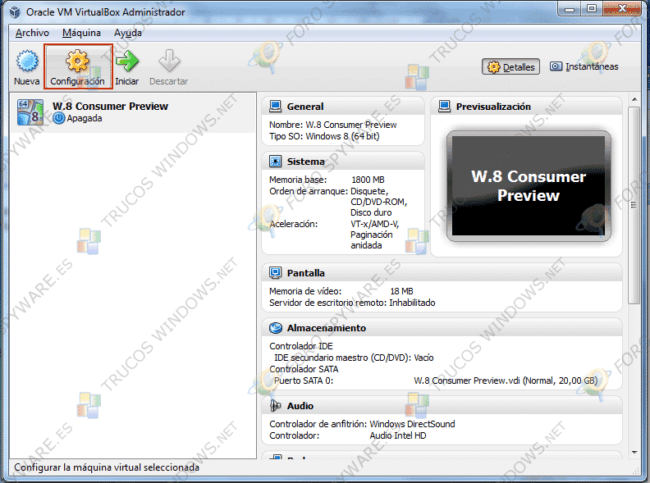 Oracle VM VirtualBox Administrador
Archivo Máquina Ayuda
Nueva Configuración Iniciar Descartar
Detalles Instantáneas
W.8 Consumer Preview
Apagada
General
Nombre: W.8 Consumer Preview
Tipo SO: Windows 8 (64 bit)
Sistema
Memoria base: 1800 MB
Orden de arranque: Disquete,
CD/DVD-ROM,
Disco duro
Aceleración: VT-x/AMD-V,
Paginación
anidada
Previsualización
W.8 Consumer
Preview
Pantalla
Memoria de vídeo: 18 MB
Servidor de escritorio remoto: Inhabilitado
Almacenamiento
Controlador IDE
IDE secundario maestro (CD/DVD): Vacío
Controlador SATA
Puerto SATA 0: W.8 Consumer Preview.vdi (Normal, 20,00 GB)
Audio
Controlador de anfitrión: Windows DirectSound
Controlador: Audio Intel HD
Configurar la máquina virtual seleccionada
FORO SPYWARE.ES
TRUCOS WINDOWS.NET